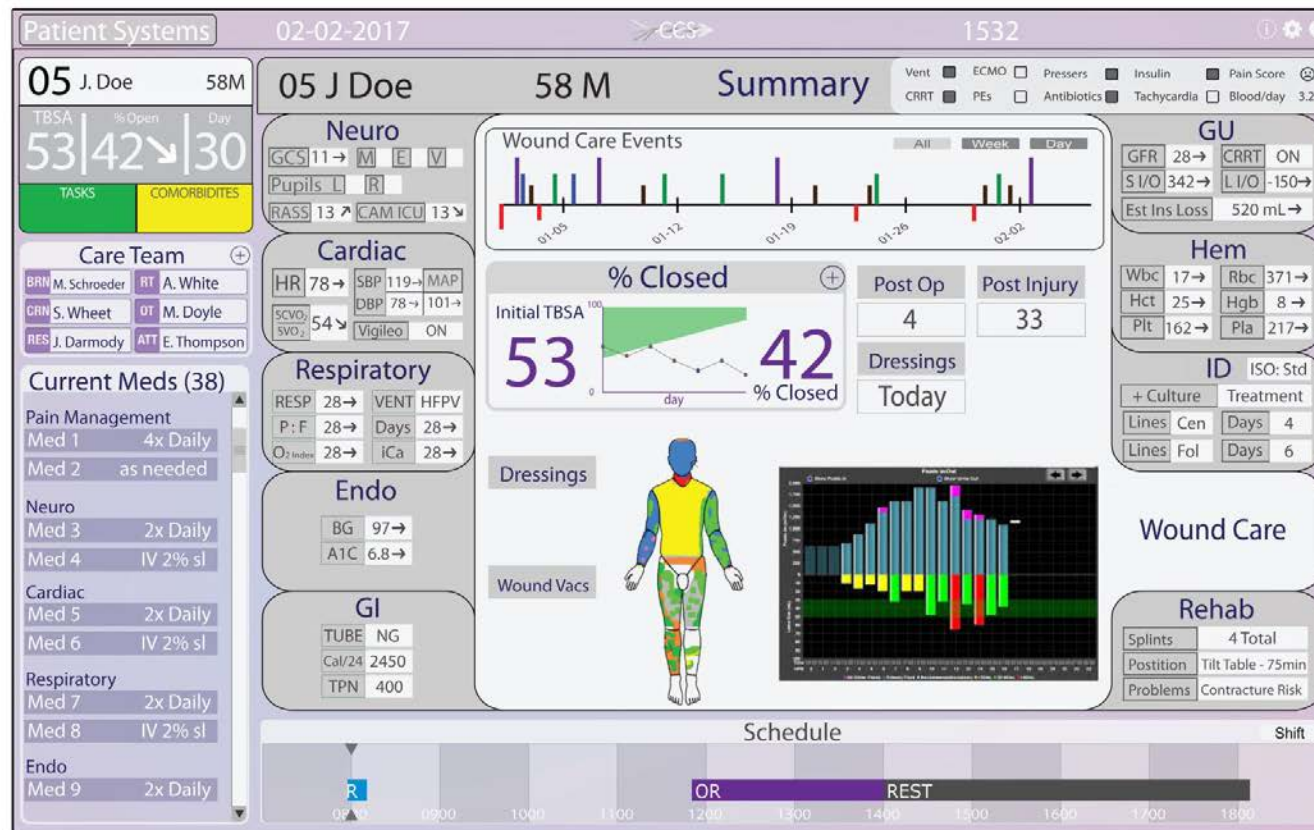 Patient Systems
02-02-2017
CCS
1532
05 J. Doe 58M
TBSA %Open Day
53 42 30
TASKS COMORBIDITES
Care Team
BRN M. Schroeder RT A. White
CRN S. Wheet OT M. Doyle
RES J. Darmody ATT E. Thompson
Current Meds (38)
Pain Management
Med 1 4x Daily
Med 2 as needed
Neuro
Med 3 2x Daily
Med 4 IV 2% sl
Cardiac
Med 5 2x Daily
Med 6 IV 2% sl
Respiratory
Med 7 2x Daily
Med 8 IV 2% sl
Endo
Med 9 2x Daily
05 J Doe 58 M Summary
Vent ECMO Pressers Insulin Pain Score
CRRT PEs Antibiotics Tachycardia Blood/day 3.2
Neuro
GCS 11→ M E V
Pupils L R
RASS 13 ↗ CAM ICU 13 ↘
Cardiac
HR 78→ SBP 119→ MAP
DBP 78→ 101→
SCVO2
SVO2 54↘ Vigileo ON
Respiratory
RESP 28→ VENT HFPV
P:F 28→ Days 28→
O2 Index 28→ iCa 28→
Endo
BG 97→
A1C 6.8→
GI
TUBE NG
Cal/24 2450
TPN 400
Wound Care Events
All Week Day
01-05 01-12 01-19 01-26 02-02
% Closed
Initial TBSA
53
100
0
day
42
% Closed
Post Op Post Injury
4 33
Dressings
Today
Dressings
Wound Vacs
GU
GFR 28→ CRRT ON
S I/O 342→ L I/O -150→
Est Ins Loss 520 mL→
Hem
Wbc 17→ Rbc 371→
Hct 25→ Hgb 8→
Plt 162→ Pla 217→
ID ISO: Std
+ Culture Treatment
Lines Cen Days 4
Lines Fol Days 6
Wound Care
Rehab
Splints 4 Total
Postition Tilt Table - 75min
Problems Contracture Risk
Schedule Shift
R OR REST
0900 1000 1100 1200 1300 1400 1500 1600 1700 1800